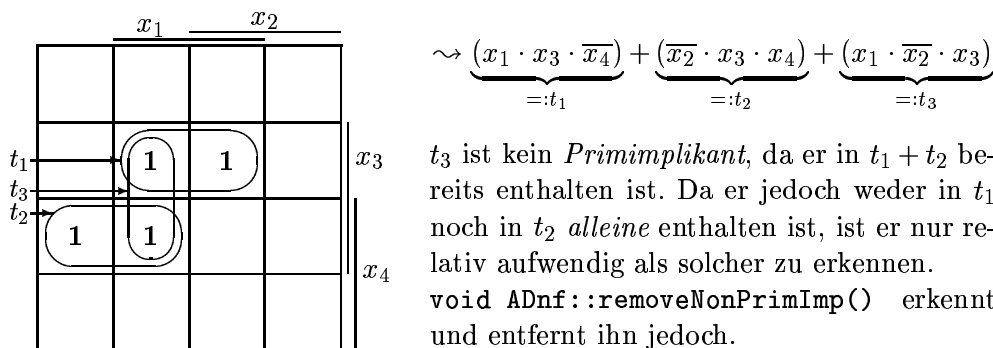 x₁ x₂
↝ (x₁ · x₃ · x̅₄) + (x̅₂ · x₃ · x₄) + (x₁ · x̅₂ · x₃)
=:t₁ =:t₂ =:t₃
t₁ 1 1 x₃
t₃
t₂ 1 1
x₄
t₃ ist kein Primimplikant, da er in t₁ + t₂ be-
reits enthalten ist. Da er jedoch weder in t₁
noch in t₂ alleine enthalten ist, ist er nur re-
lativ aufwendig als solcher zu erkennen.
void ADnf::removeNonPrimImp() erkennt
und entfernt ihn jedoch.